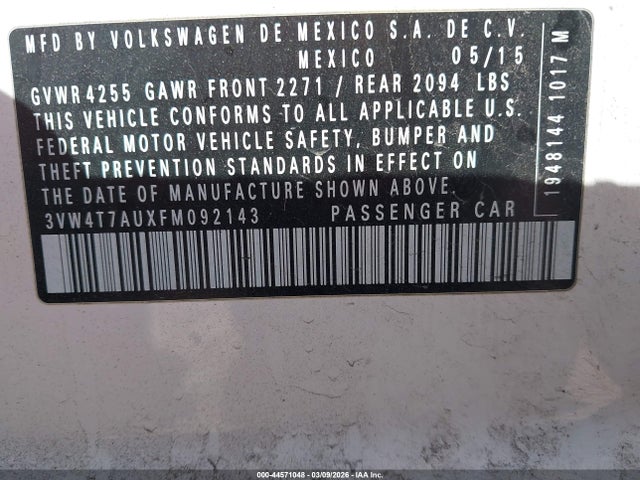 MFD BY VOLKSWAGEN DE MEXICO S.A. DE C.V.
MEXICO 05/15
GVWR 4255 GAWR FRONT 2271 / REAR 2094 LBS
THIS VEHICLE CONFORMS TO ALL APPLICABLE U.S.
FEDERAL MOTOR VEHICLE SAFETY, BUMPER AND
THEFT PREVENTION STANDARDS IN EFFECT ON
THE DATE OF MANUFACTURE SHOWN ABOVE.
3VW4T7AUXFM092143 PASSENGER CAR
1948144 1017 M
000-44571048 | 03/09/2026 | IAA Inc.